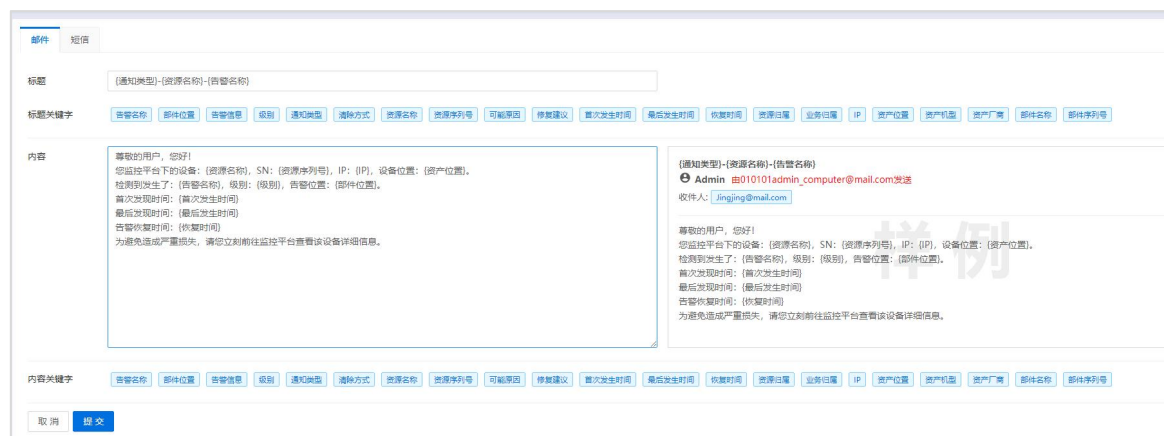 邮件 短信
标题 {通知类型}-{资源名称}-{告警名称}
标题关键字 告警名称 部件位置 告警信息 级别 通知类型 清除方式 资源名称 资源序列号 可能原因 修复建议 首次发生时间 最后发生时间 恢复时间 资源归属 业务归属 IP 资产位置 资产机型 资产厂商 部件名称 部件序列号
内容
尊敬的用户，您好！
您监控平台下的设备：{资源名称}，SN：{资源序列号}，IP：{IP}，设备位置：{资产位置}。
检测到发生了：{告警名称}，级别：{级别}，告警位置：{部件位置}。
首次发现时间：{首次发生时间}
最后发现时间：{最后发生时间}
告警恢复时间：{恢复时间}
为避免造成严重损失，请您立刻前往监控平台查看该设备详细信息。
{通知类型}-{资源名称}-{告警名称}
Admin 由010101admin_computer@mail.com发送
收件人： Jingjing@mail.com
尊敬的用户，您好！
您监控平台下的设备：{资源名称}，SN：{资源序列号}，IP：{IP}，设备位置：{资产位置}。
检测到发生了：{告警名称}，级别：{级别}，告警位置：{部件位置}。
首次发现时间：{首次发生时间}
最后发现时间：{最后发生时间}
告警恢复时间：{恢复时间}
为避免造成严重损失，请您立刻前往监控平台查看该设备详细信息。
样例
内容关键字 告警名称 部件位置 告警信息 级别 通知类型 清除方式 资源名称 资源序列号 可能原因 修复建议 首次发生时间 最后发生时间 恢复时间 资源归属 业务归属 IP 资产位置 资产机型 资产厂商 部件名称 部件序列号
取消 提交